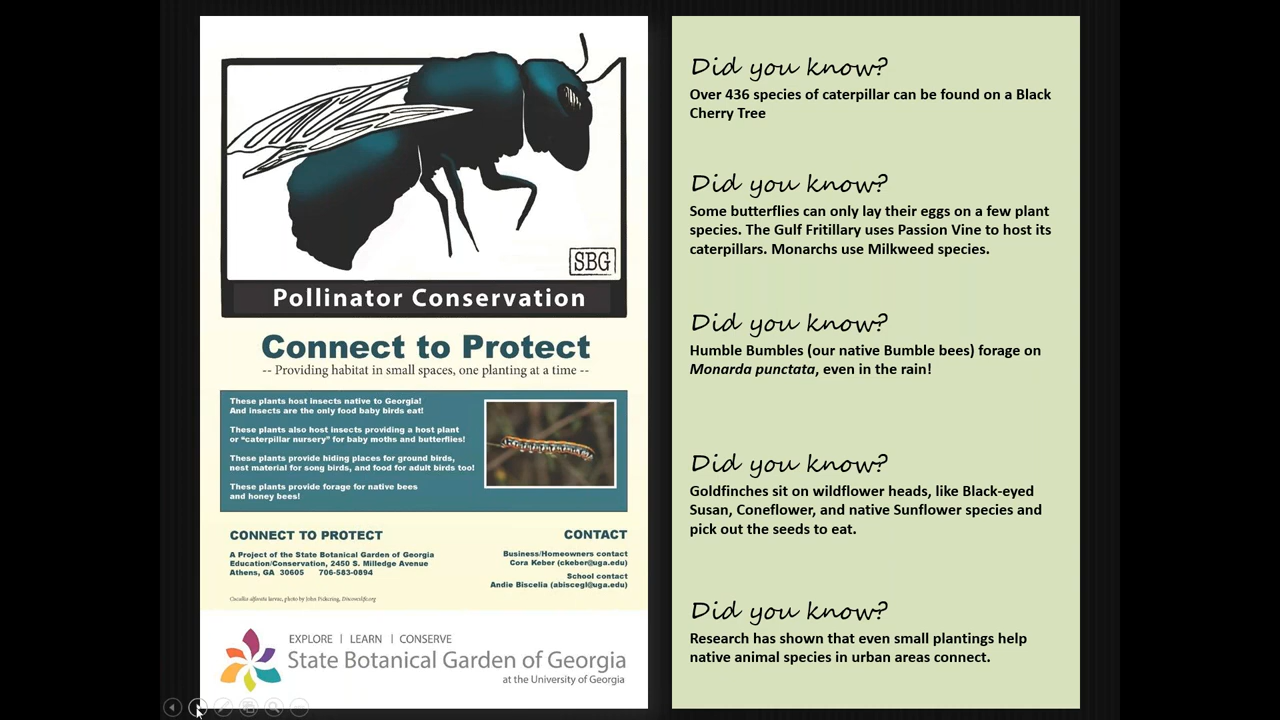 SBG
Pollinator Conservation
Connect to Protect
-- Providing habitat in small spaces, one planting at a time --
These plants host insects native to Georgia!
And insects are the only food baby birds eat!
These plants also host insects providing a host plant
or “caterpillar nursery” for baby moths and butterflies!
These plants provide hiding places for ground birds,
nest material for song birds, and food for adult birds too!
These plants provide forage for native bees
and honey bees!
CONNECT TO PROTECT
A Project of the State Botanical Garden of Georgia
Education/Conservation, 2450 S. Milledge Avenue
Athens, GA 30605 706-583-0894
CONTACT
Business/Homeowners contact
Cora Keber (ckeber@uga.edu)
School contact
Andie Biscelia (abiscegl@uga.edu)
larvae, photo by John Pickering, Discoverlife.org
EXPLORE | LEARN | CONSERVE
State Botanical Garden of Georgia
at the University of Georgia
Did you know?
Over 436 species of caterpillar can be found on a Black
Cherry Tree
Did you know?
Some butterflies can only lay their eggs on a few plant
species. The Gulf Fritillary uses Passion Vine to host its
caterpillars. Monarchs use Milkweed species.
Did you know?
Humble Bumbles (our native Bumble bees) forage on
Monarda punctata, even in the rain!
Did you know?
Goldfinches sit on wildflower heads, like Black-eyed
Susan, Coneflower, and native Sunflower species and
pick out the seeds to eat.
Did you know?
Research has shown that even small plantings help
native animal species in urban areas connect.